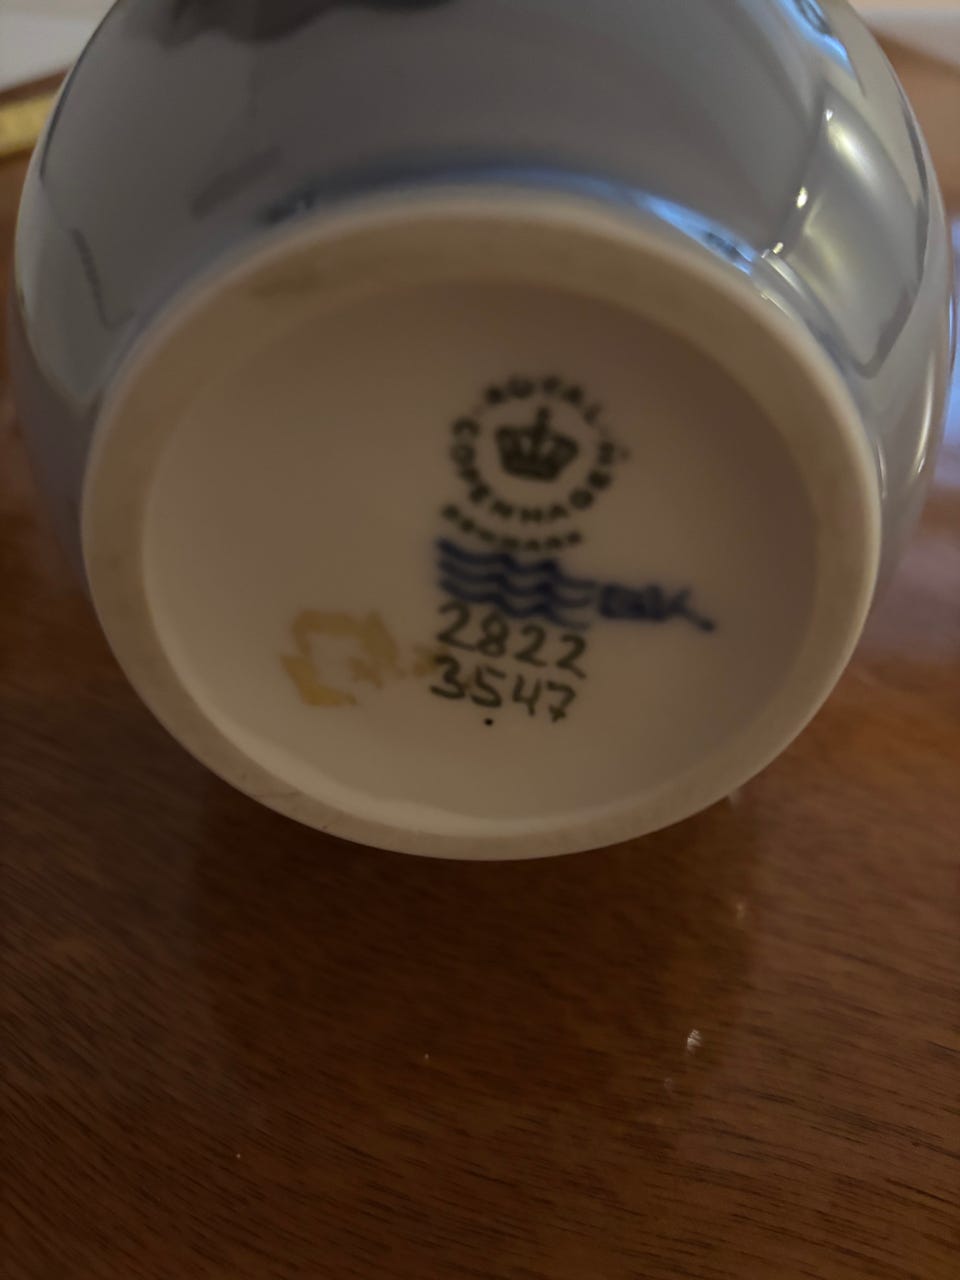 ROYAL COPENHAGEN
DENMARK
2822
3547